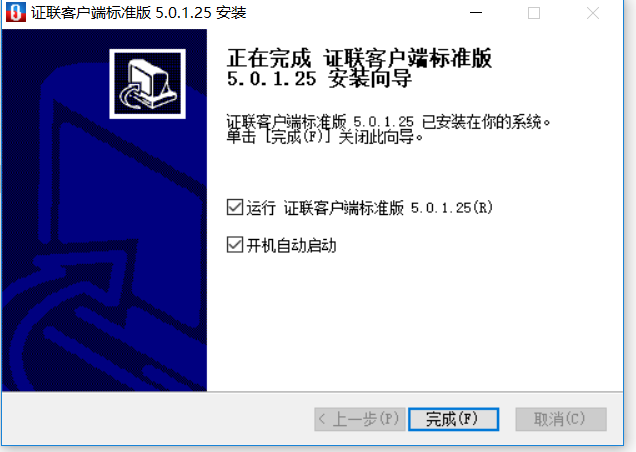 证联客户端标准版 5.0.1.25 安装
正在完成 证联客户端标准版
5.0.1.25 安装向导
证联客户端标准版 5.0.1.25 已安装在你的系统。
单击 [完成(F)] 关闭此向导。
运行 证联客户端标准版 5.0.1.25(R)
开机自动启动
< 上一步(P)
完成(F)
取消(C)